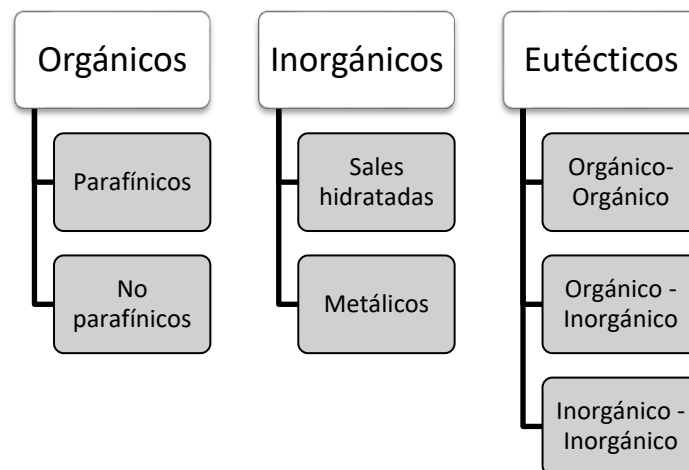 Orgánicos
Parafínicos
No
parafínicos
Inorgánicos
Sales
hidratadas
Metálicos
Eutécticos
Orgánico-
Orgánico
Orgánico -
Inorgánico
Inorgánico -
Inorgánico